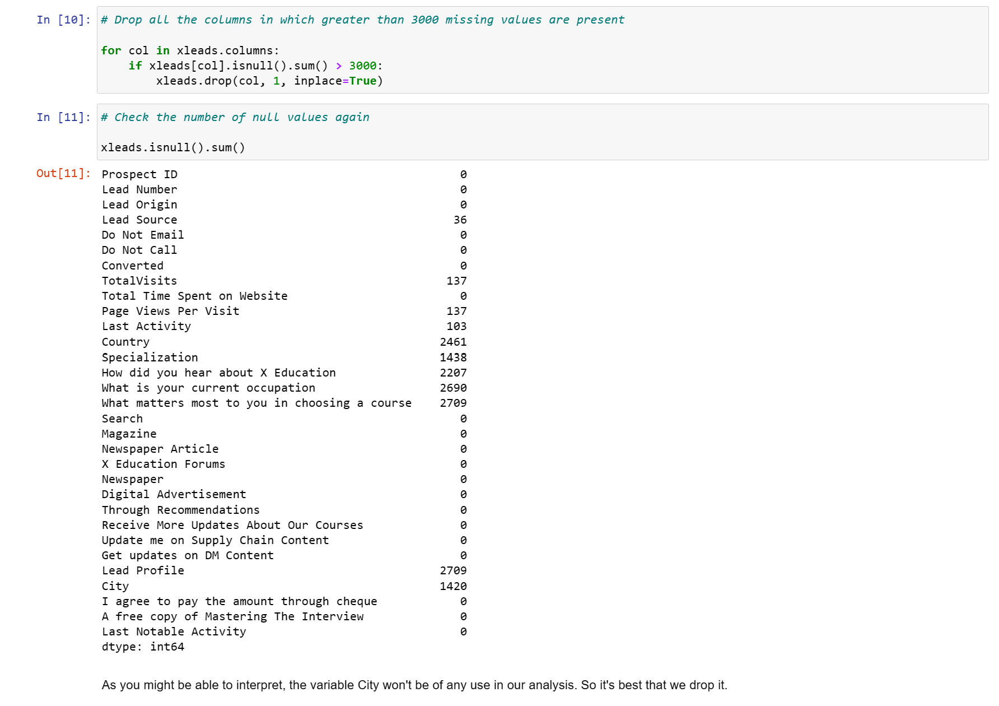 In [10]: # Drop all the columns in which greater than 3000 missing values are present
for col in xleads.columns:
    if xleads[col].isnull().sum() > 3000:
        xleads.drop(col, 1, inplace=True)
In [11]: # Check the number of null values again
xleads.isnull().sum()
Out[11]: Prospect ID 0
Lead Number 0
Lead Origin 0
Lead Source 36
Do Not Email 0
Do Not Call 0
Converted 0
TotalVisits 137
Total Time Spent on Website 0
Page Views Per Visit 137
Last Activity 103
Country 2461
Specialization 1438
How did you hear about X Education 2207
What is your current occupation 2690
What matters most to you in choosing a course 2709
Search 0
Magazine 0
Newspaper Article 0
X Education Forums 0
Newspaper 0
Digital Advertisement 0
Through Recommendations 0
Receive More Updates About Our Courses 0
Update me on Supply Chain Content 0
Get updates on DM Content 0
Lead Profile 2709
City 1420
I agree to pay the amount through cheque 0
A free copy of Mastering The Interview 0
Last Notable Activity 0
dtype: int64
As you might be able to interpret, the variable City won't be of any use in our analysis. So it's best that we drop it.